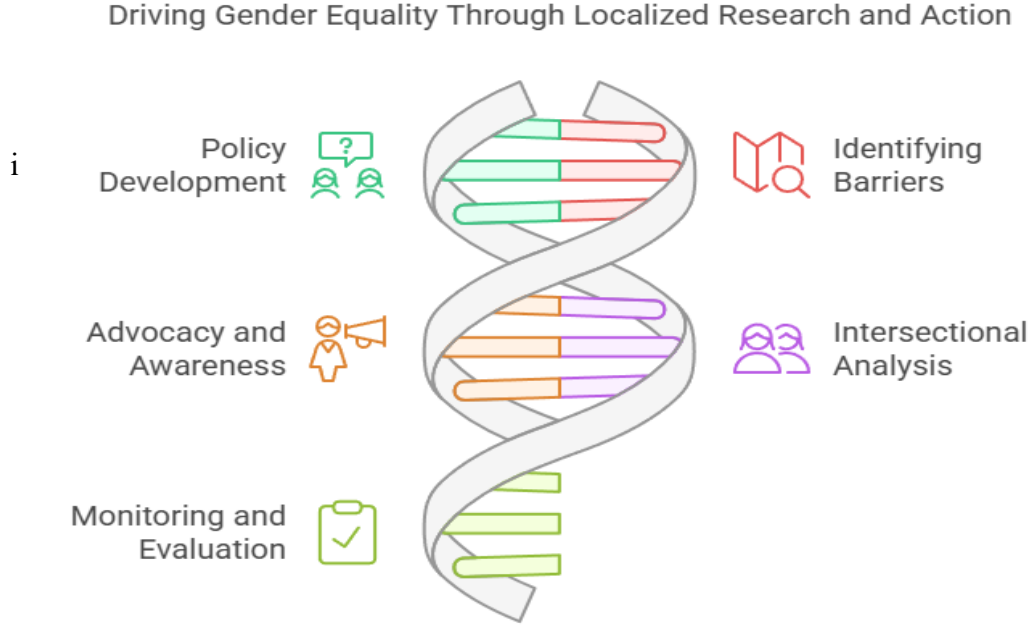 Driving Gender Equality Through Localized Research and Action
i
Policy
Development
?
Identifying
Barriers
Advocacy and
Awareness
Intersectional
Analysis
Monitoring and
Evaluation